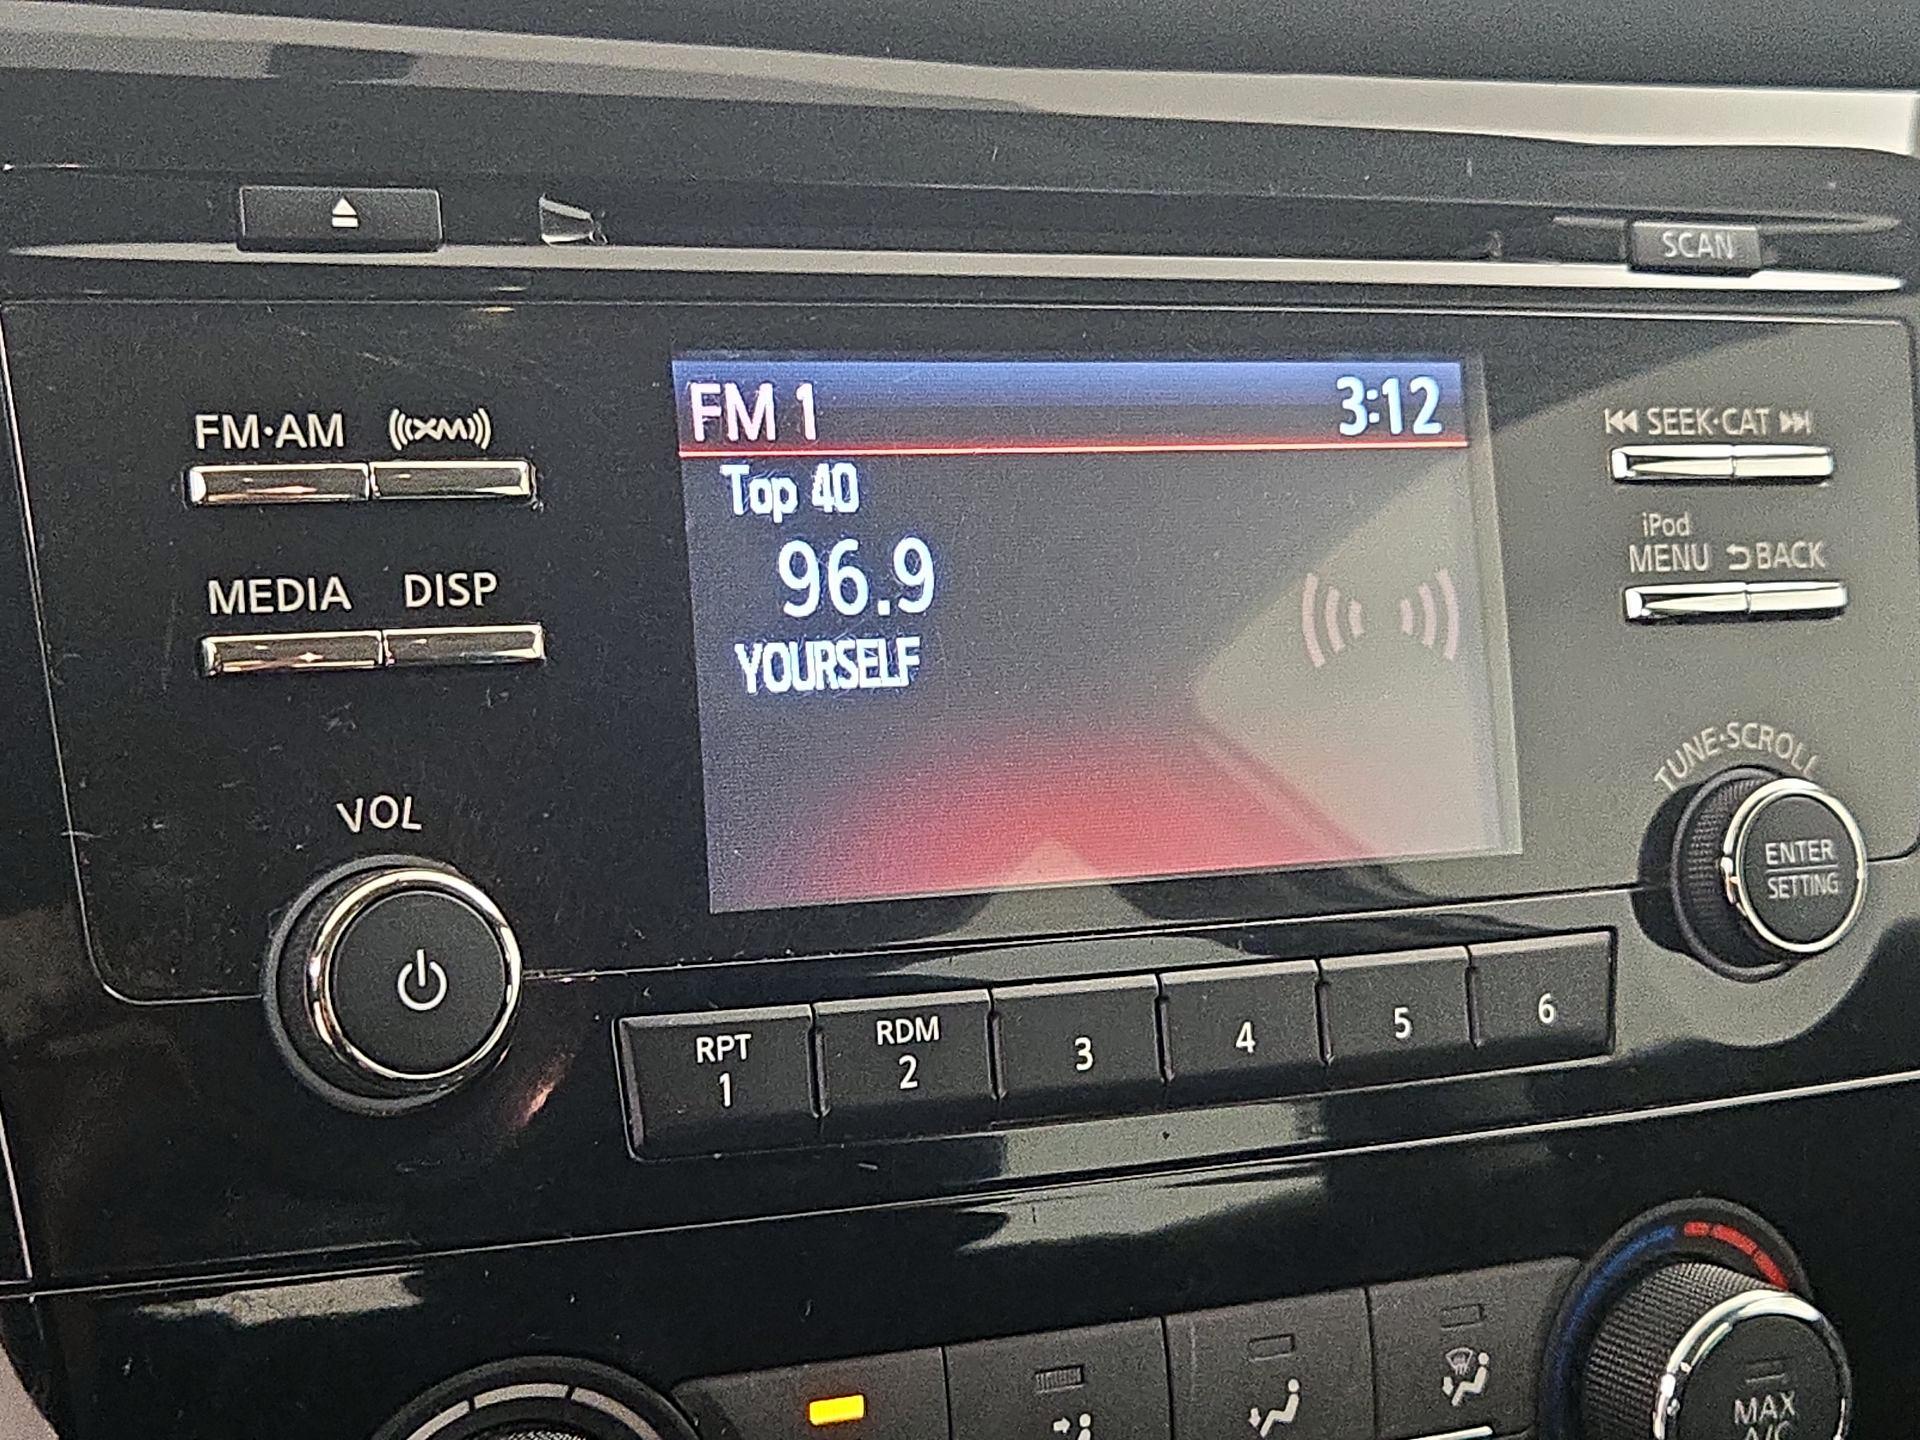 SCAN
FM·AM
((XM))
FM 1
3:12
SEEK·CAT
Top 40
96.9
YOURSELF
iPod
MENU
BACK
MEDIA
DISP
VOL
TUNE·SCROLL
ENTER
SETTING
RPT
1
RDM
2
3
4
5
6
MAX
A/C